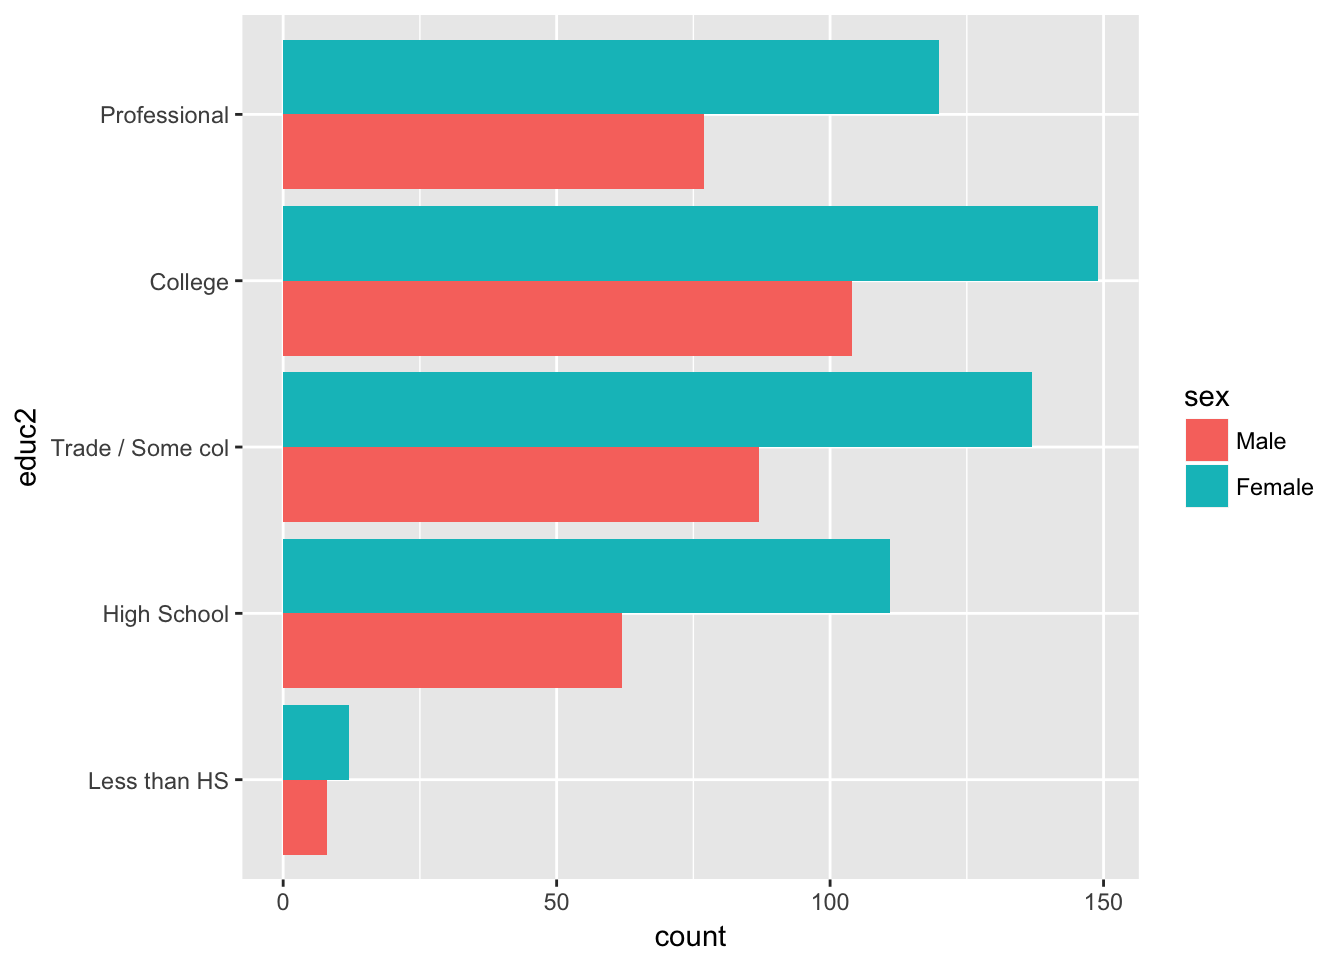 Professional
College
Trade / Some col
High School
Less than HS
educ2
0 50 100 150
count
sex
Male
Female